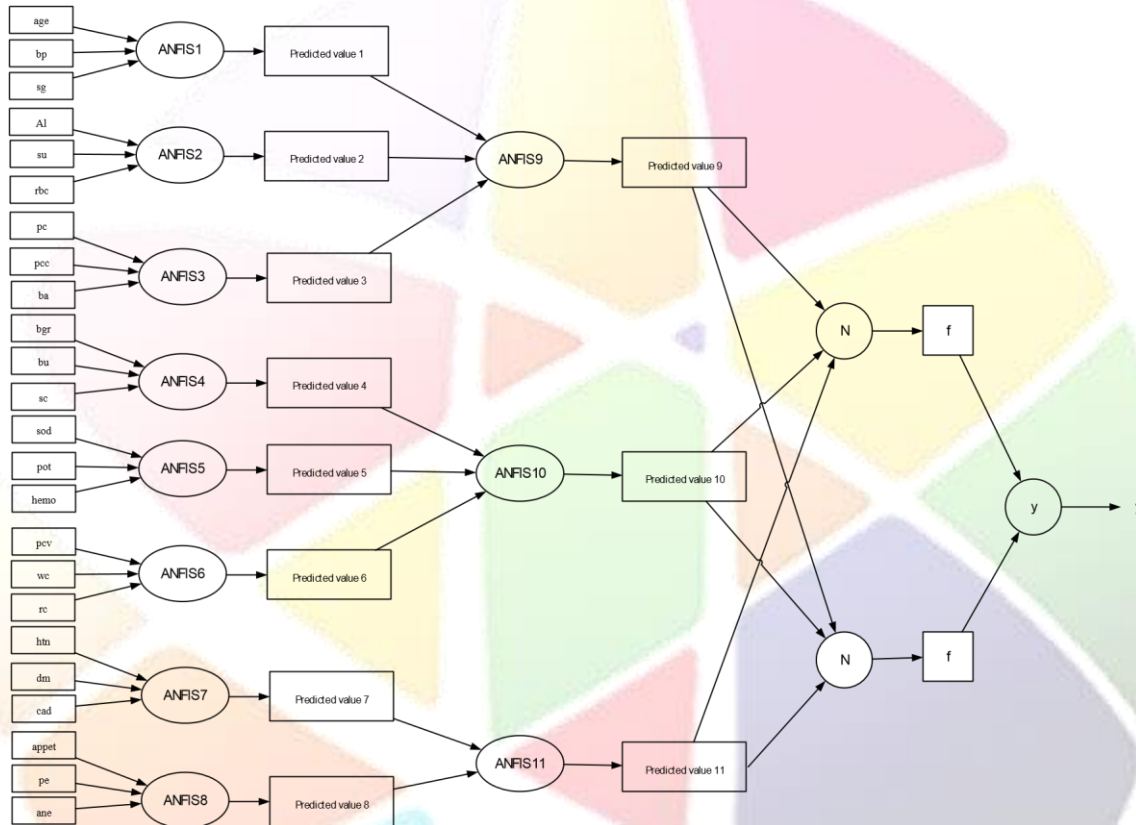 age
bp
sg
ANFIS1
Predicted value 1
Al
su
rbc
ANFIS2
Predicted value 2
pc
pcc
ba
ANFIS3
Predicted value 3
ANFIS9
Predicted value 9
bgr
bu
sc
ANFIS4
Predicted value 4
sod
pot
hemo
ANFIS5
Predicted value 5
pcv
wc
rc
ANFIS6
Predicted value 6
ANFIS10
Predicted value 10
htn
dm
cad
ANFIS7
Predicted value 7
appet
pe
ane
ANFIS8
Predicted value 8
ANFIS11
Predicted value 11
N
f
N
f
y